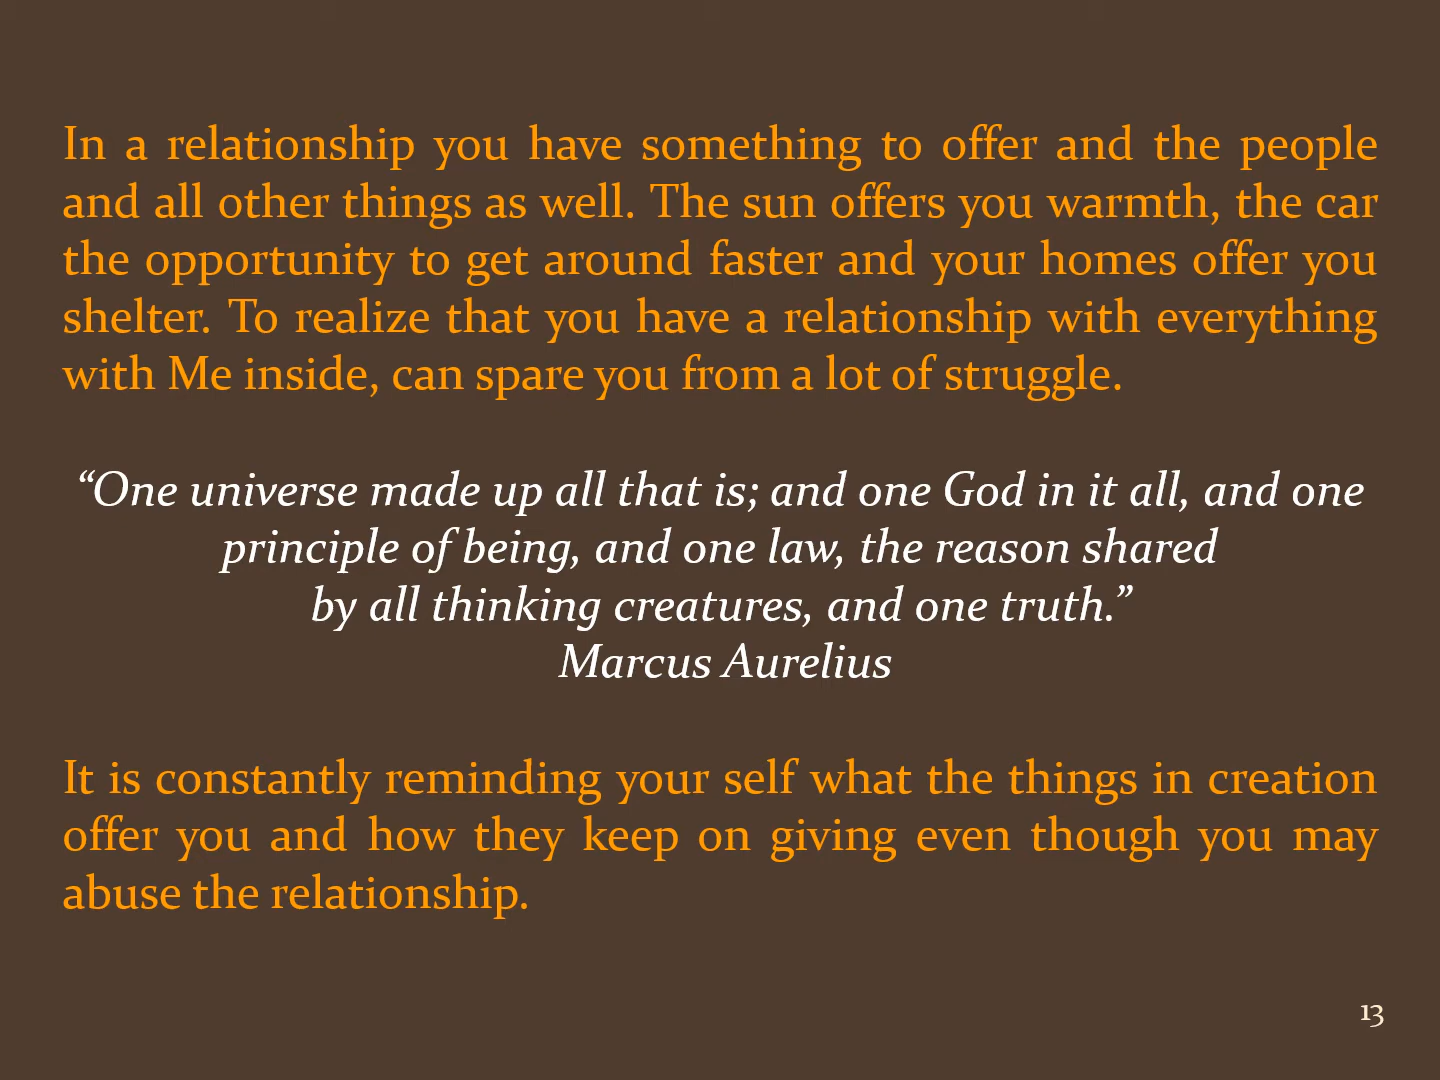 In a relationship you have something to offer and the people
and all other things as well. The sun offers you warmth, the car
the opportunity to get around faster and your homes offer you
shelter. To realize that you have a relationship with everything
with Me inside, can spare you from a lot of struggle.
“One universe made up all that is; and one God in it all, and one
principle of being, and one law, the reason shared
by all thinking creatures, and one truth.”
Marcus Aurelius
It is constantly reminding your self what the things in creation
offer you and how they keep on giving even though you may
abuse the relationship.
13